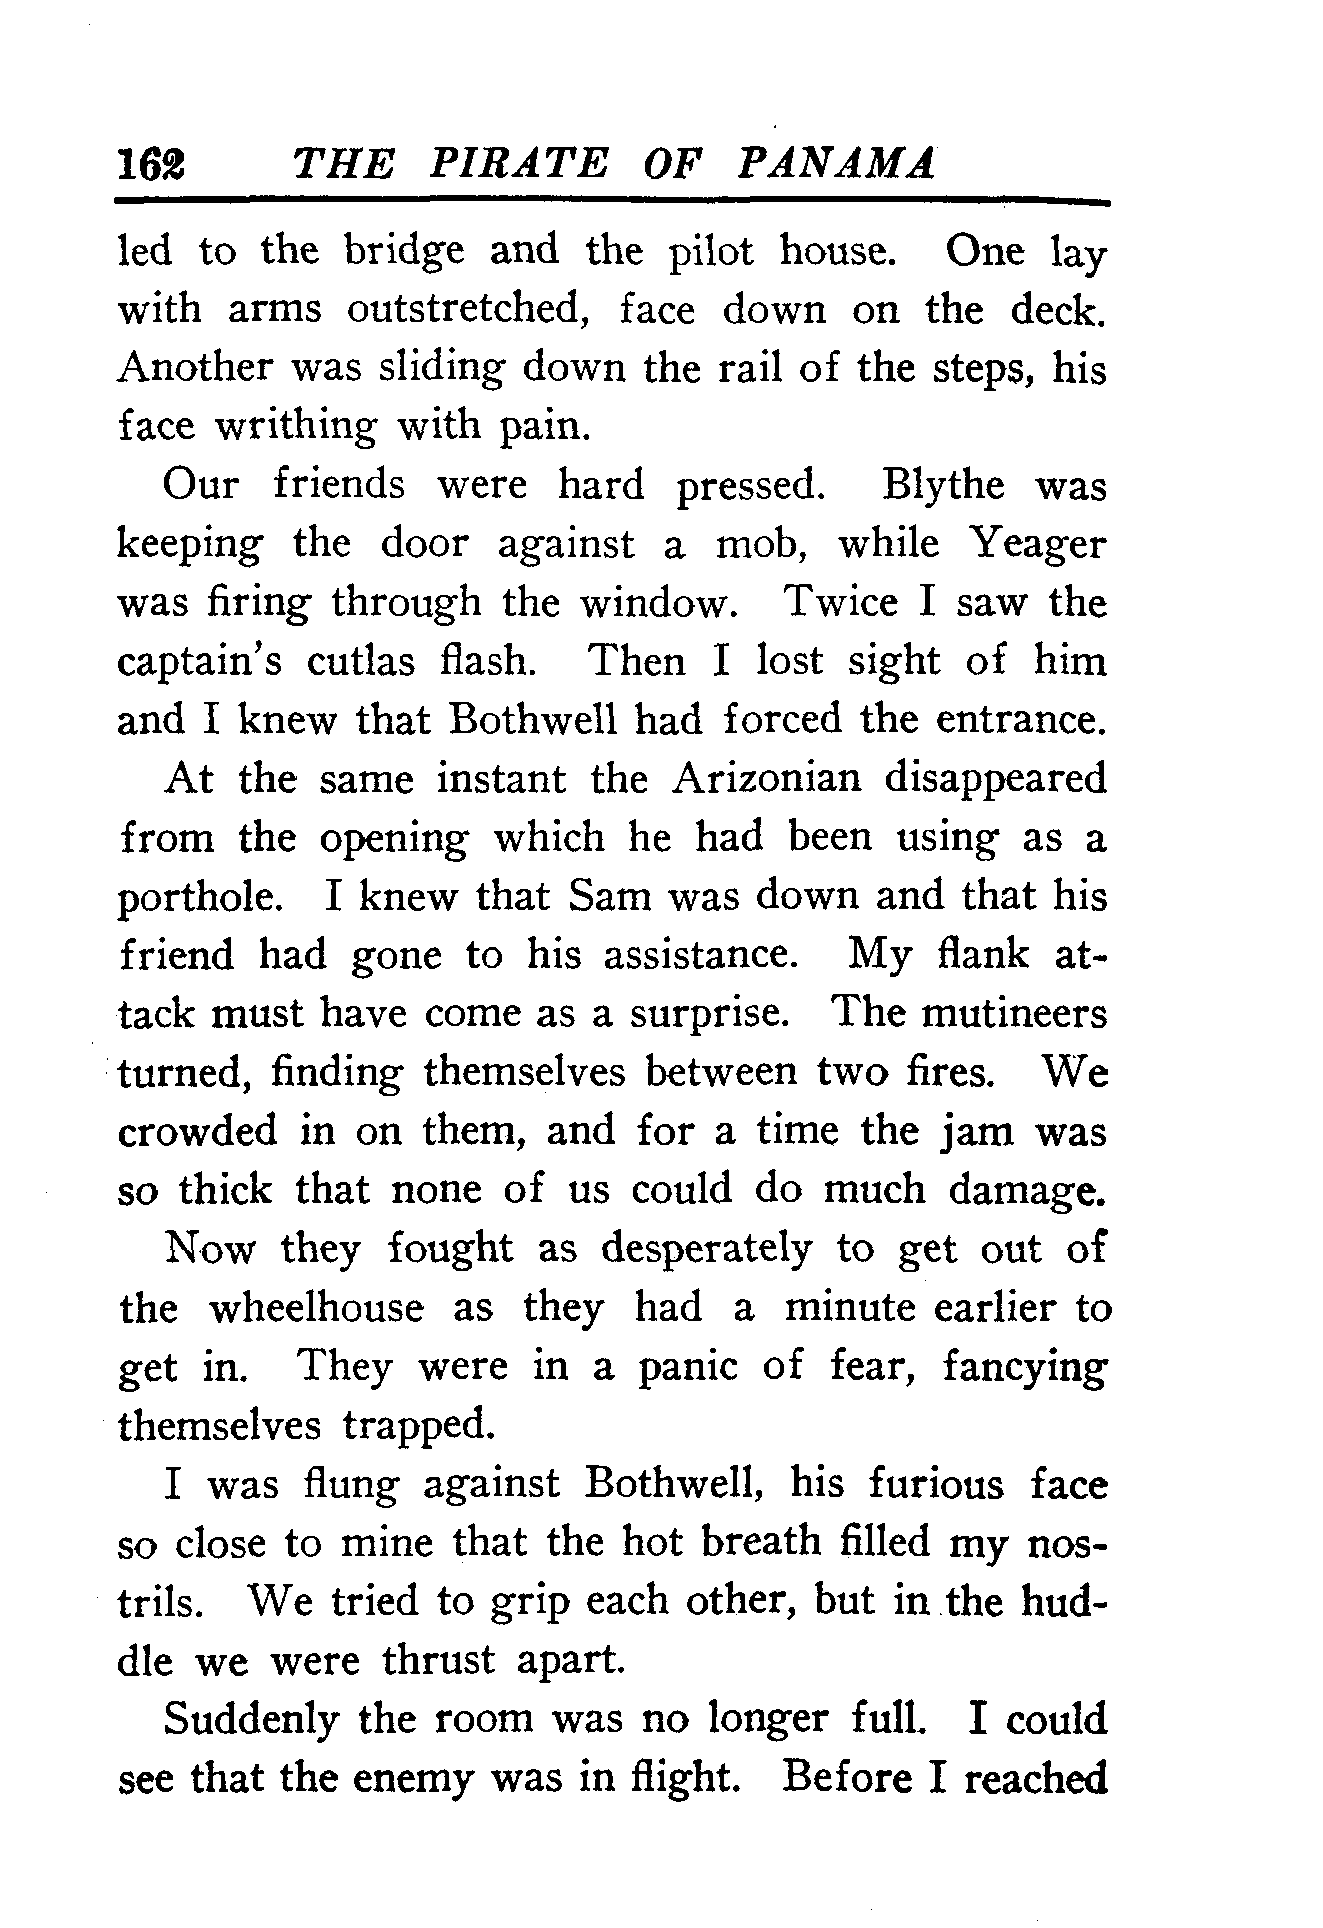 162 THE PIRATE OF PANAMA
led to the bridge and the pilot house. One lay
with arms outstretched, face down on the deck.
Another was sliding down the rail of the steps, his
face writhing with pain.
Our friends were hard pressed. Blythe was
keeping the door against a mob, while Yeager
was firing through the window. Twice I saw the
captain's cutlas flash. Then I lost sight of him
and I knew that Bothwell had forced the entrance.
At the same instant the Arizonian disappeared
from the opening which he had been using as a
porthole. I knew that Sam was down and that his
friend had gone to his assistance. My flank at-
tack must have come as a surprise. The mutineers
turned, finding themselves between two fires. We
crowded in on them, and for a time the jam was
so thick that none of us could do much damage.
Now they fought as desperately to get out of
the wheelhouse as they had a minute earlier to
get in. They were in a panic of fear, fancying
themselves trapped.
I was flung against Bothwell, his furious face
so close to mine that the hot breath filled my nos-
trils. We tried to grip each other, but in the hud-
dle we were thrust apart.
Suddenly the room was no longer full. I could
see that the enemy was in flight. Before I reached